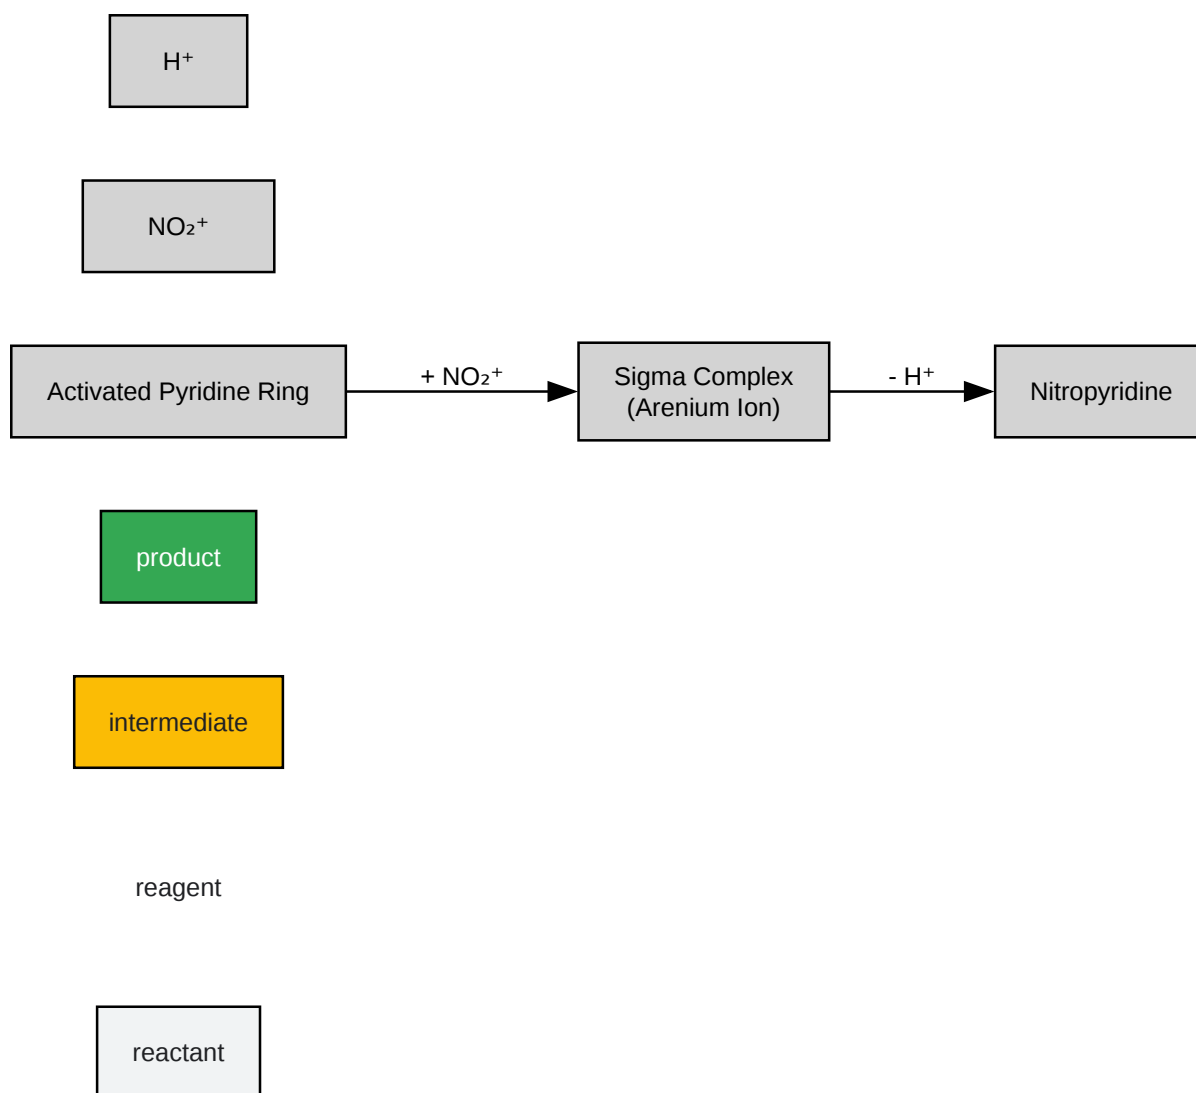 H⁺
NO₂⁺
Activated Pyridine Ring
+ NO₂⁺
Sigma Complex
(Arenium Ion)
- H⁺
Nitropyridine
product
intermediate
reagent
reactant